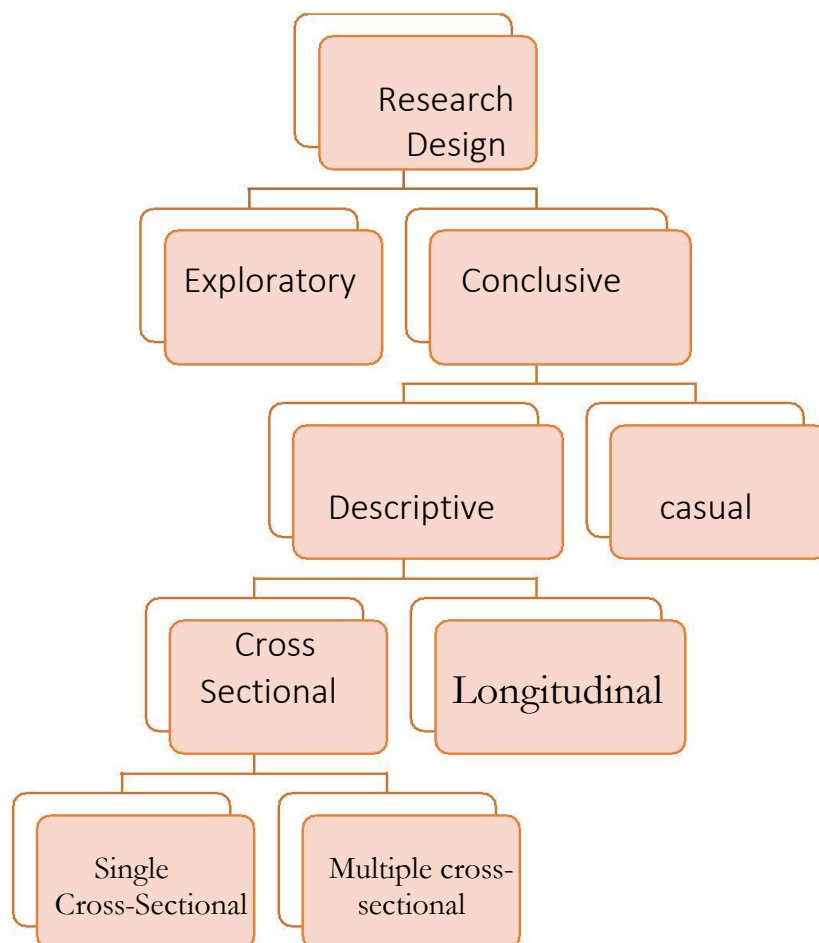 Research
Design
Exploratory
Conclusive
Descriptive
casual
Cross
Sectional
Longitudinal
Single
Cross-Sectional
Multiple cross-
sectional